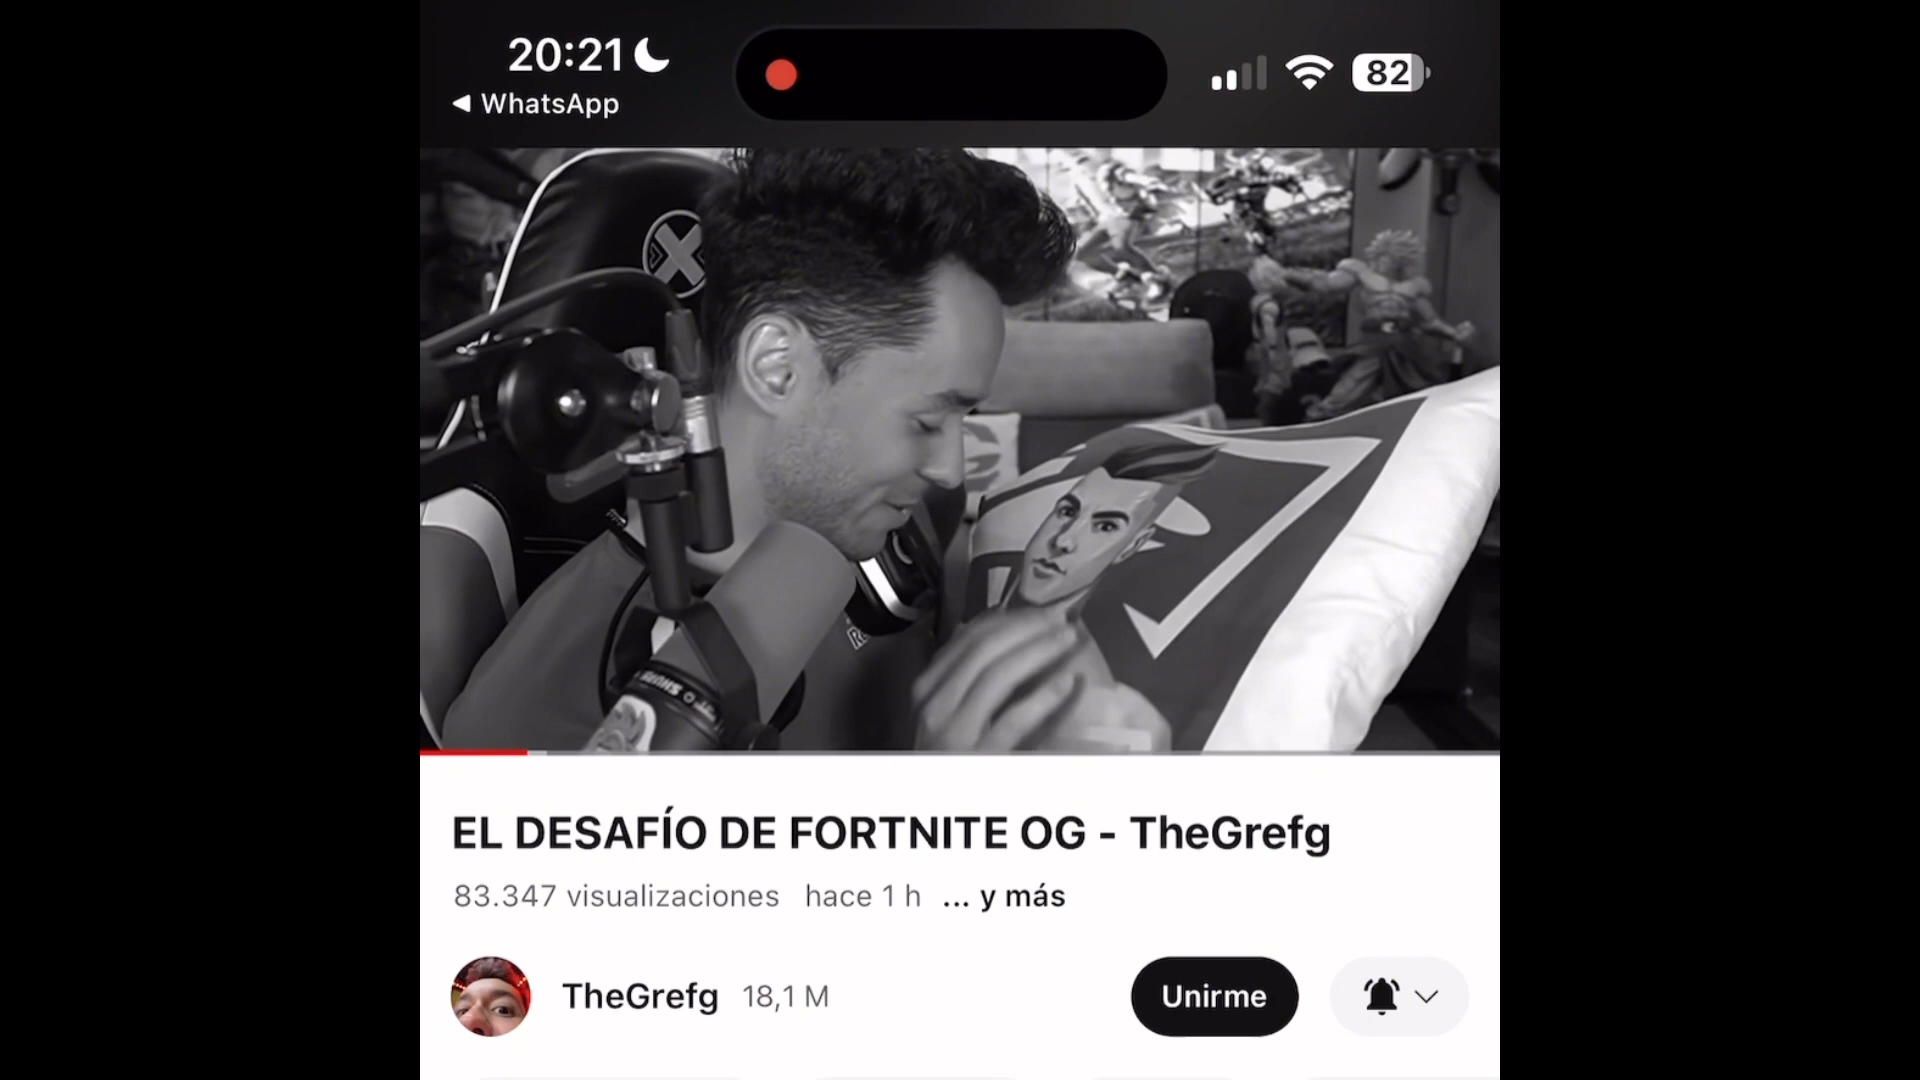 20:21
82
◀ WhatsApp
SHURE
EL DESAFÍO DE FORTNITE OG - TheGrefg
83.347 visualizaciones hace 1 h ... y más
TheGrefg 18,1 M
Unirme